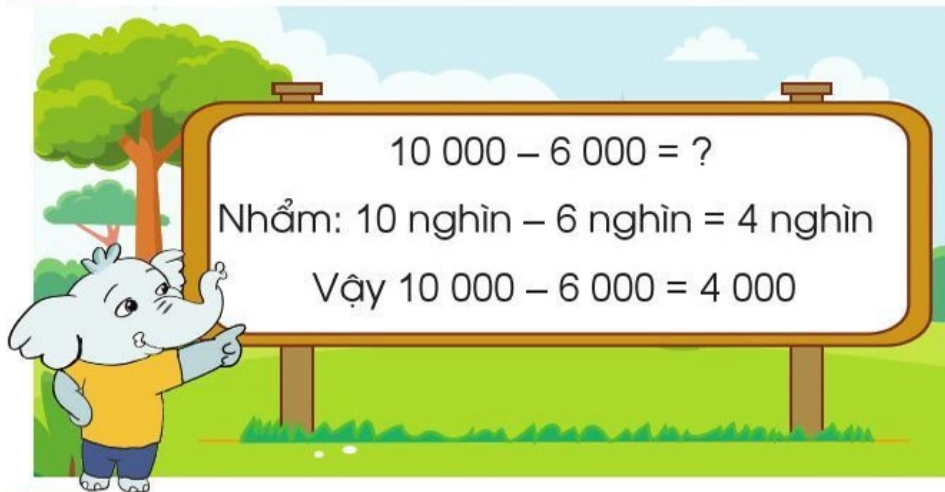 10 000 – 6 000 = ?
Nhẩm: 10 nghìn – 6 nghìn = 4 nghìn
Vậy 10 000 – 6 000 = 4 000